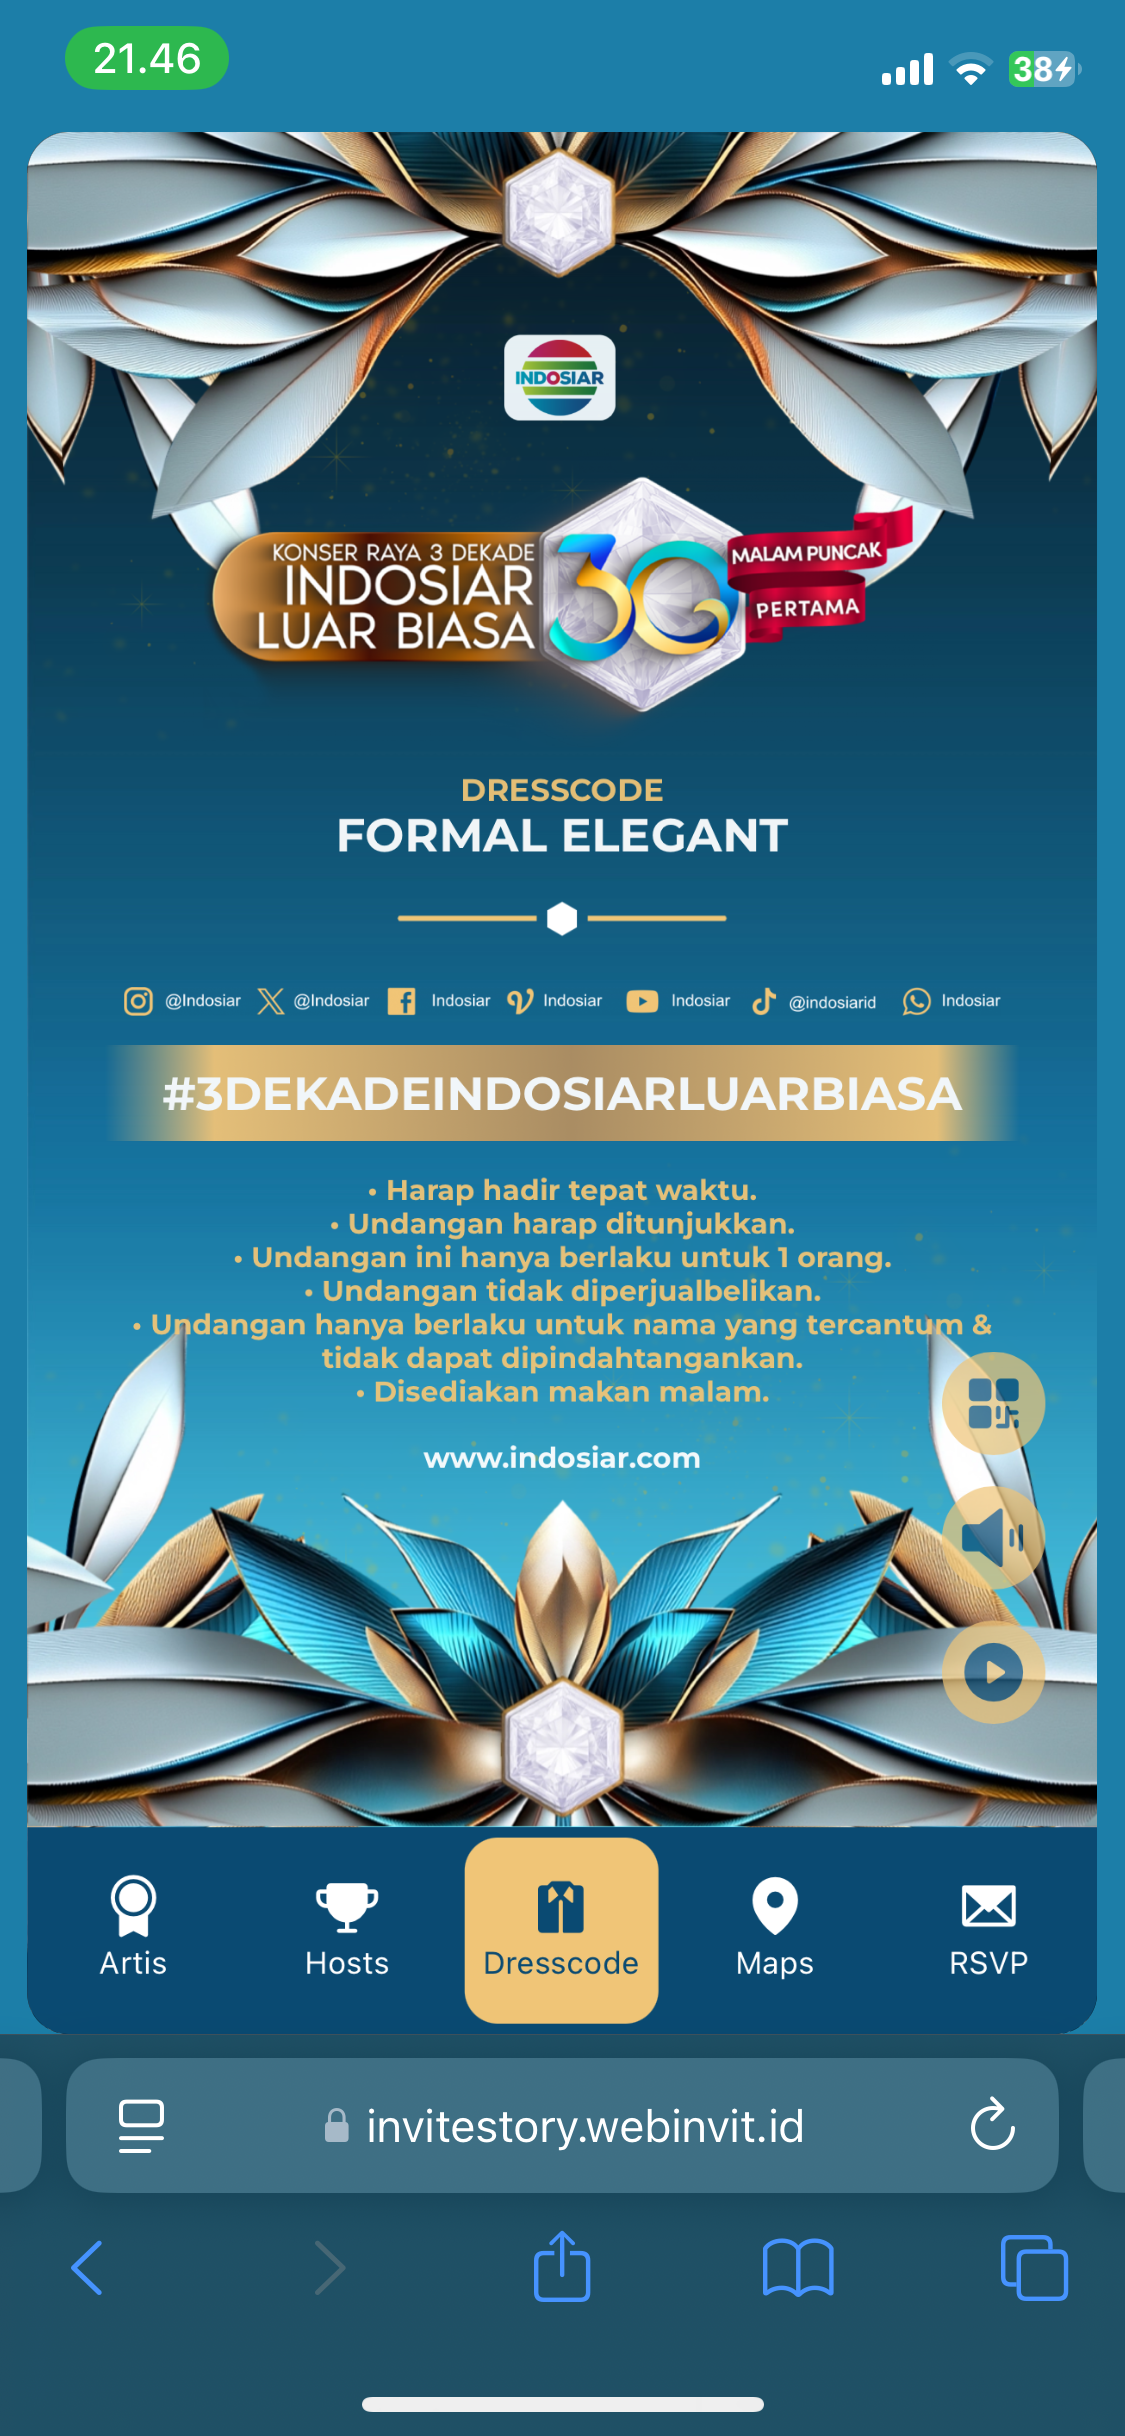 21.46
38
INDOSIAR
KONSER RAYA 3 DEKADE
INDOSIAR
LUAR BIASA
30
MALAM PUNCAK
PERTAMA
DRESSCODE
FORMAL ELEGANT
@Indosiar @Indosiar Indosiar Indosiar Indosiar @indosiarid Indosiar
#3DEKADEINDOSIARLUARBIASA
• Harap hadir tepat waktu.
• Undangan harap ditunjukkan.
• Undangan ini hanya berlaku untuk 1 orang.
• Undangan tidak diperjualbelikan.
• Undangan hanya berlaku untuk nama yang tercantum &
tidak dapat dipindahtangankan.
• Disediakan makan malam.
www.indosiar.com
Artis Hosts Dresscode Maps RSVP
invitestory.webinvit.id